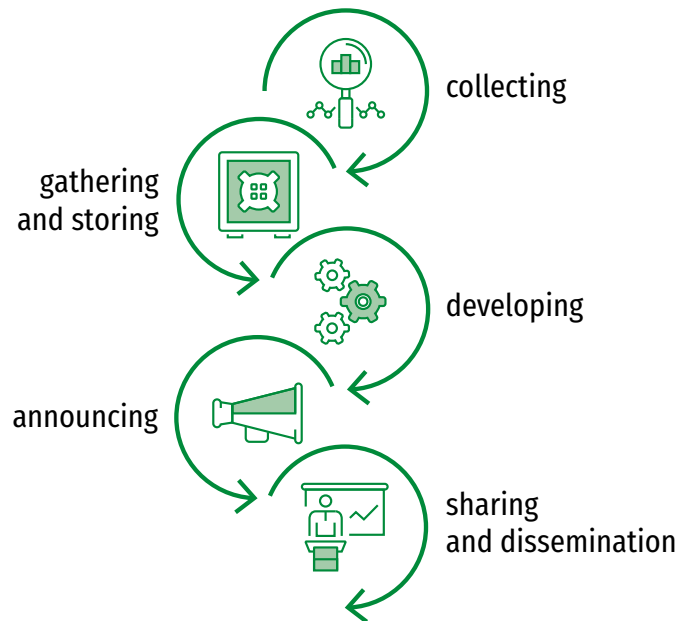 collecting
gathering
and storing
developing
announcing
sharing
and dissemination